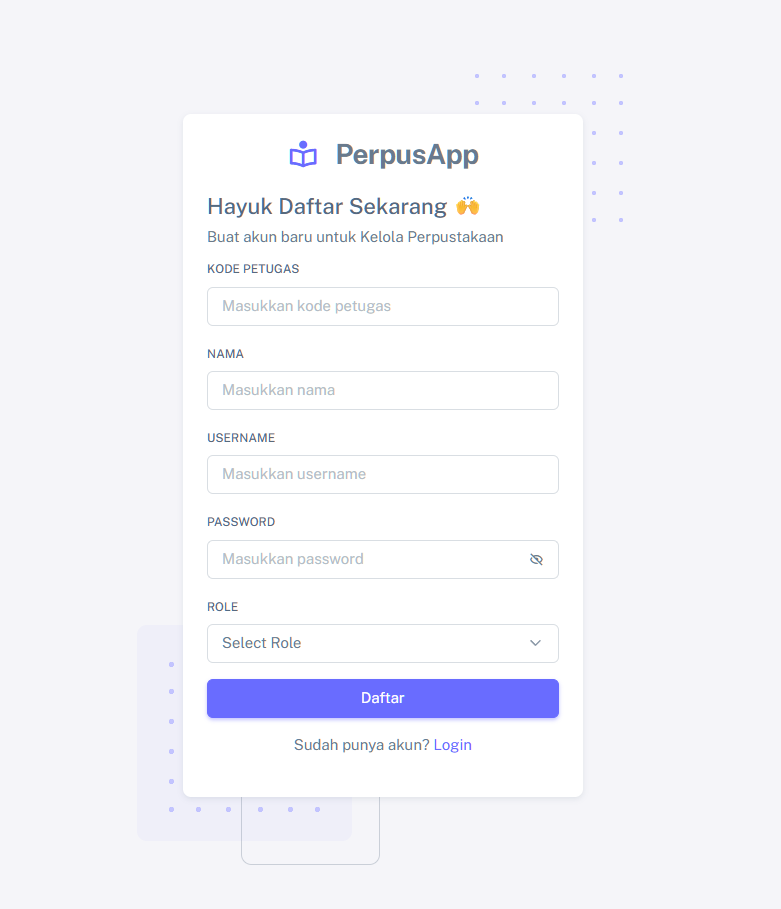 PerpusApp
Hayuk Daftar Sekarang 🙌
Buat akun baru untuk Kelola Perpustakaan
KODE PETUGAS
Masukkan kode petugas
NAMA
Masukkan nama
USERNAME
Masukkan username
PASSWORD
Masukkan password
ROLE
Select Role
Daftar
Sudah punya akun? Login